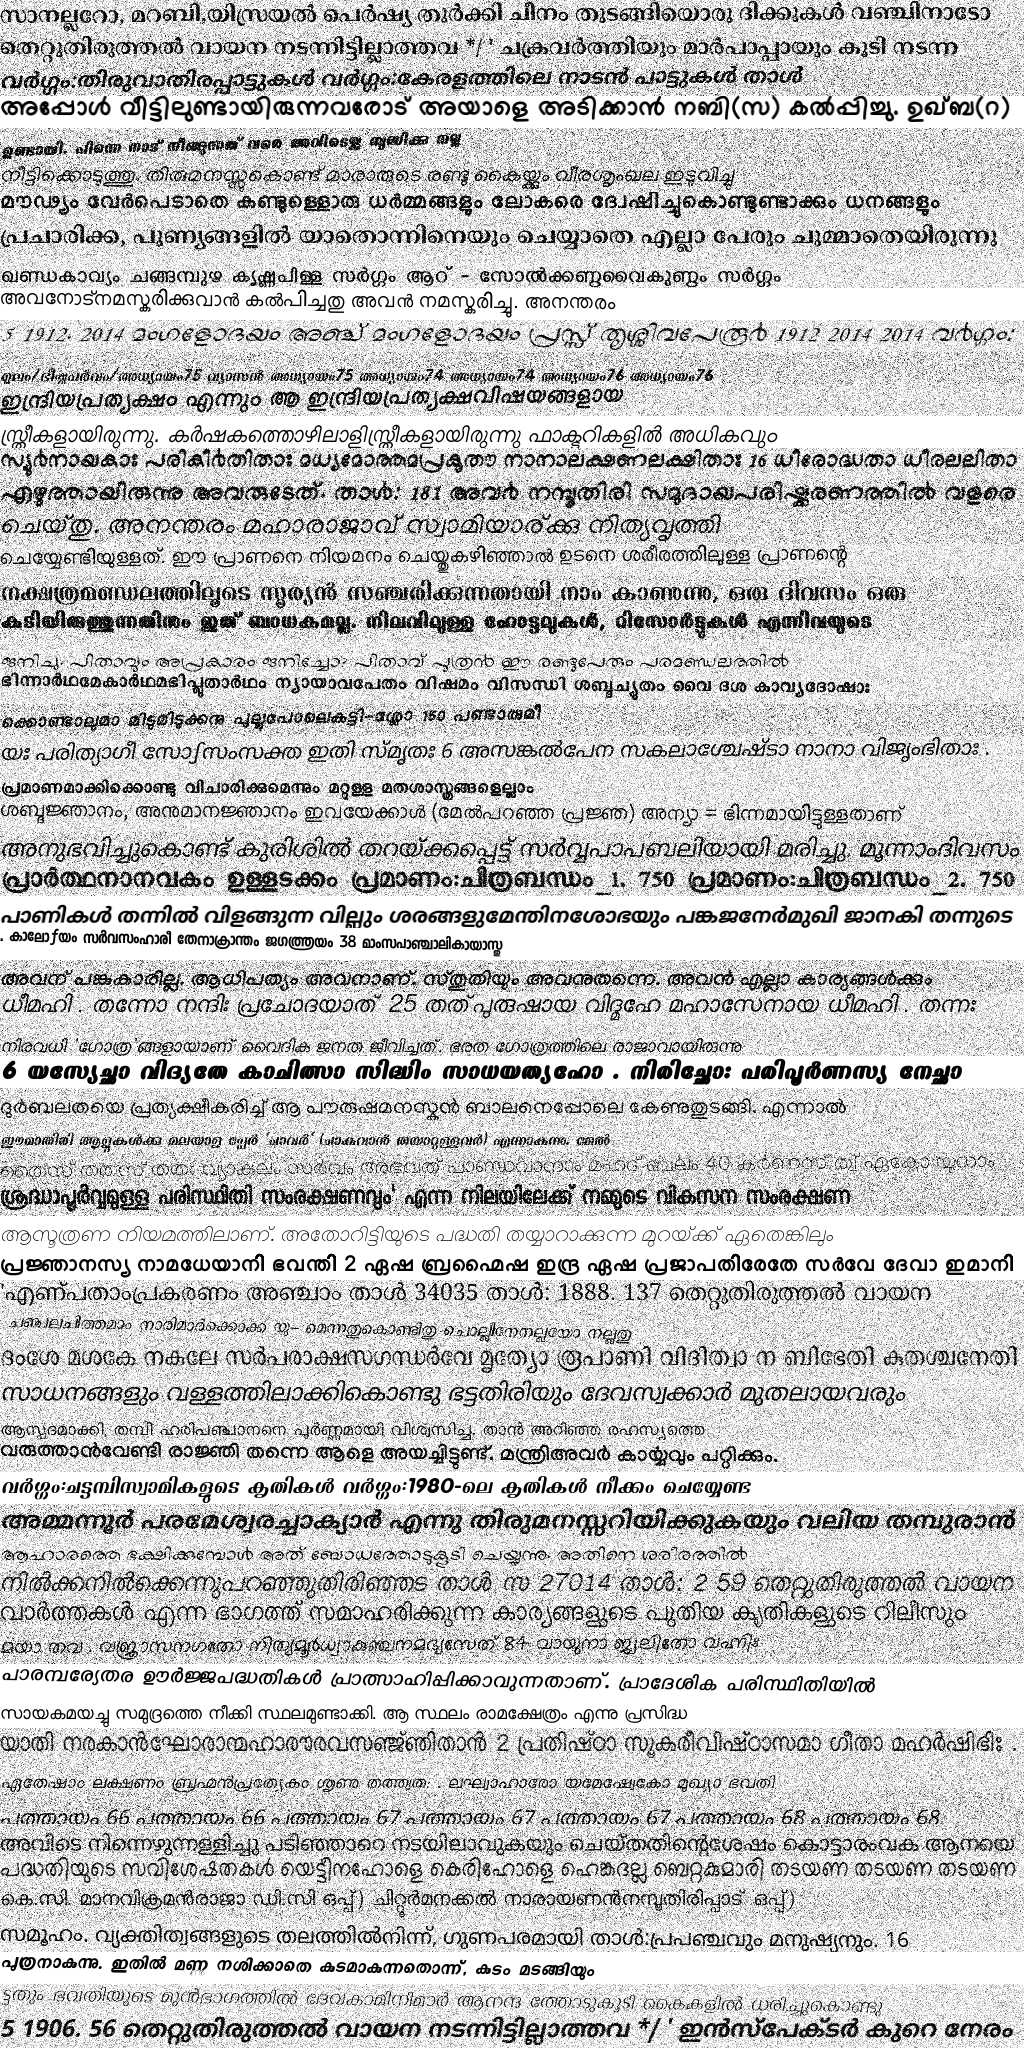 സാനല്ലറോ, മറബി,യിസ്രയൽ ഒപെർഷ്യ തുർക്കി ചീനം തുടങ്ങിയൊരു ദിക്കുകൾ വഞ്ചിനാടോ
തെറ്റുതിരുത്തൽ വായന നടന്നിട്ടില്ലാത്തവ */ ' ചക്രവർത്തിയും മാർപാപ്പായും കൂടി നടന്ന
വർഗ്ഗം:തിരുവാതിരപ്പാട്ടുകൾ വർഗ്ഗം:കേരളത്തിലെ നാടൻ പാട്ടുകൾ താൾ
അപ്പോൾ വീട്ടിലുണ്ടായിരുന്നവരോട് അയാളെ അടിക്കാൻ നബി(സ) കൽപ്പിച്ചു. ഉഖ്ബ(റ)
ഉണ്ടായി. പിന്നെ നാട് നീങ്ങുന്നത് വരെ അവിടെയല്ല ബുദ്ധിക്കു നല്ല
നീട്ടിക്കൊടുത്തു. തിരുമനസ്സുകൊണ്ട് മാരാരുടെ രണ്ടു കൈയ്ക്കും വീരശൃംഖല ഇടുവിച്ചു
മൗഢ്യം വേർപെടാതെ കണ്ടുള്ളൊരു ധർമ്മങ്ങളും ലോകരെ ദ്വേഷിച്ചുകൊണ്ടുണ്ടാക്കും ധനങ്ങളും
പ്രചാരിക്ക, പുണ്യങ്ങളിൽ യാതൊന്നിനെയും ചെയ്യാതെ എല്ലാ പേരും ചുമ്മാതെയിരുന്നു
ഖണ്ഡകാവ്യം ചങ്ങമ്പുഴ കൃഷ്ണപിള്ള സർഗ്ഗം ആറ് - സോൽക്കണ്ഠവൈകുണ്ഠം സർഗ്ഗം
അവനോട്നമസ്കരിക്കുവാൻ കൽപിച്ചതു അവൻ നമസ്കരിച്ചു. അനന്തരം
5 1912. 2014 മംഗളോദയം അഞ്ച് മംഗളോദയം പ്രസ്സ് തൃശ്ശിവപേരൂർ 1912 2014 2014 വർഗ്ഗം:
മൂലം/ഭീഷ്മപർവം/അധ്യായം75 വ്യാസൻ അധ്യായം75 അധ്യായം74 അധ്യായം74 അധ്യായം76 അധ്യായം76
ഇന്ദ്രിയപ്രത്യക്ഷം എന്നും ആ ഇന്ദ്രിയപ്രത്യക്ഷവിഷയങ്ങളായ
സ്ത്രീകളായിരുന്നു. കർഷകത്തൊഴിലാളിസ്ത്രീകളായിരുന്നു ഫാക്ടറികളിൽ അധികവും
സ്യുർനായകാഃ പരികീർതിതാഃ മധ്യമോത്തമപ്രകൃതൗ നാനാലക്ഷണലക്ഷിതാഃ 16 ധീരോദ്ധതാ ധീരലലിതാ
എഴുരത്തായിരുന്നു അവരുടേത്. താൾ: 181 അവർ നമ്പൂതിരി സമുദായപരിഷ്ക്കരണത്തിൽ വളരെ
ചെയ്തു. അനന്തരം മഹാരാജാവ് സ്വാമിയാര്ക്കു നിത്യവൃത്തി
ചെയ്യേണ്ടിയുള്ളത്. ഈ പ്രാണനെ നിയമനം ചെയ്തുകഴിഞ്ഞാൽ ഉടനെ ശരീരത്തിലുള്ള പ്രാണന്റെ
നക്ഷത്രമണ്ഡലത്തിലൂടെ സൂര്യൻ സഞ്ചരിക്കുന്നതായി നാം കാണുന്നു, ഒരു ദിവസം ഒരു
കുടിയിരുത്തുന്നതിനും ഇത് ബാധകമല്ല. നിലവിലുള്ള ഹോട്ടലുകൾ, റിസോർട്ടുകൾ എന്നിവയുടെ
ജനിച്ചു. പിതാവും അപ്രകാരം ജനിച്ചോ? പിതാവ് പുത്രൻ ഈ രണ്ടുപേരും പരമണ്ഡലത്തിൽ
ഭിന്നാർഥമേകാർഥമഭിപ്ലുതാർഥം ന്യായാവപേതം വിഷമം വിസന്ധി ശബ്ദച്യുതം വൈ ദശ കാവ്യദോഷാഃ
ക്കൊണ്ടാലുമാ മിട്ടുമിടുക്കനു പുല്ലുപോലെകട്ടി-ശ്ലോ 150 പണ്ടാരുമീ
യഃ പരിത്യാഗീ സോഽസംസക്ത ഇതി സ്മൃതഃ 6 അസങ്കൽപേന സകലാശ്ചേഷ്ടാ നാനാ വിജൃംഭിതാഃ .
പ്രമാണമാക്കിക്കൊണ്ടു വിചാരിക്കുമെന്നും മറ്റുള്ള മതശാസ്ത്രങ്ങളെല്ലാം
ശബ്ദജ്ഞാനം, അനുമാനജ്ഞാനം ഇവയേക്കാൾ (മേൽപറഞ്ഞ പ്രജ്ഞ) അന്യാ = ഭിന്നമായിട്ടുള്ളതാണ്
അനുഭവിച്ചുകൊണ്ട് കുരിശിൽ തറയ്ക്കപ്പെട്ട് സർവ്വപാപബലിയായി മരിച്ചു. മൂന്നാംദിവസം
പ്രാർത്ഥനാനവകം ഉള്ളടക്കം പ്രമാണം:ചിത്രബന്ധം_1. 750 പ്രമാണം:ചിത്രബന്ധം_2. 750
പാണികൾ തന്നിൽ വിളങ്ങുന്ന വില്ലും ശരങ്ങളുമേന്തിനശോഭയും പങ്കജനേർമുഖി ജാനകി തന്നുടെ
. കാലോഽയം സർവസംഹാരീ തേനാക്രാന്തം ജഗത്ത്രയം 38 മാംസപാഞ്ചാലികായാസ്തു
അവന് പങ്കുകാരില്ല. ആധിപത്യം അവനാണ്. സ്തുതിയും അവനുതന്നെ. അവൻ എല്ലാ കാര്യങ്ങൾക്കും
ധീമഹി . തന്നോ നന്ദിഃ പ്രചോദയാത് 25 തത്പുരുഷായ വിദ്മഹേ മഹാസേനായ ധീമഹി . തന്നഃ
നിരവധി 'ഗോത്ര'ങ്ങളായാണ് വൈദിക ജനത ജീവിച്ചത്. ഭരത ഗോത്രത്തിലെ രാജാവായിരുന്നു
6 യസ്യേച്ഛാ വിദ്യതേ കാചിത്സാ സിദ്ധിം സാധയത്യഹോ . നിരിച്ഛോഃ പരിപൂർണസ്യ നേച്ഛാ
ദുർബലതയെ പ്രത്യക്ഷീകരിച്ച് ആ പൗരുഷമനസ്കൻ ബാലനെപ്പോലെ കേണുതുടങ്ങി. എന്നാൽ
ഈമാതിരി ആളുകൾക്കു മലയാള പ്പേർ 'ചാവർ' (ചാകുവാൻ തയാറുള്ളവർ) എന്നാകുന്നു. മേൽ
ശ്രദ്ധാപൂർവ്വമുള്ള പരിസ്ഥിതി സംരക്ഷണവും' എന്ന നിലയിലേക്ക് നമ്മുടെ വികസന സംരക്ഷണ
ആസൂത്രണ നിയമത്തിലാണ്. അതോറിട്ടിയുടെ പദ്ധതി തയ്യാറാക്കുന്ന മുറയ്ക്ക് ഏതെങ്കിലും
പ്രജ്ഞാനസ്യ നാമധേയാനി ഭവന്തി 2 ഏഷ ബ്രഹ്മൈഷ ഇന്ദ്ര ഏഷ പ്രജാപതിരേതേ സർവേ ദേവാ ഇമാനി
'എണ്പതാംപ്രകരണം അഞ്ചാം താൾ 34035 താൾ: 1888. 137 തെറ്റുതിരുത്തൽ വായന
ചഞ്ചലചിത്തമാം നാരിമാർക്കൊക്ക യു- മെന്നതുകൊണ്ടിതു ചൊല്ലിനേനല്ലയോ നല്ലതു
ദംശേ മശകേ നകുലേ സർപരാക്ഷസഗന്ധർവേ മൃത്യോ രൂപാണി വിദിത്വാ ന ബിഭേതി കുതശ്ചനേതി
സാധനങ്ങളും വള്ളത്തിലാക്കികൊണ്ടു ഭട്ടതിരിയും ദേവസ്വക്കാർ മുതലായവരും
ആസ്പദമാക്കി, തമ്പി ഹരിപഞ്ചാനനെ പൂർണ്ണമായി വിശ്വസിച്ചു. താൻ അറിഞ്ഞ രഹസ്യത്തെ
വരുത്താൻവേണ്ടി രാജ്ഞി തന്നെ ആളെ അയച്ചിട്ടുണ്ട്. മന്ത്രിഅവർ കാര്യവും പറ്റിക്കും.
വർഗ്ഗം:ചട്ടമ്പിസ്വാമികളുടെ കൃതികൾ വർഗ്ഗം:1980-ലെ കൃതികൾ നീക്കം ചെയ്യേണ്ട
അമ്മന്നൂർ പരമേശ്വരച്ചാക്യാർ എന്നു തിരുമനസ്സറിയിക്കുകയും വലിയ തമ്പുരാൻ
ആഹാരത്തെ ഭക്ഷിക്കുമ്പോൾ അത് ബോധത്തോടുകൂടി ചെയ്യുന്നു. അതിനെ ശരീരത്തിൽ
നിൽക്കനിൽക്കെന്നുപറഞ്ഞുതിരിഞ്ഞട താൾ സ 27014 താൾ: 2 59 തെറ്റുതിരുത്തൽ വായന
വാർത്തകൾ എന്ന ഭാഗത്ത് സമാഹരിക്കുന്ന കാര്യങ്ങളുടെ പുതിയ കൃതികളുടെ റിലീസും
മയാ തവ . വജ്രാസനഗതോ നിത്യമൂർധ്വാകുഞ്ചനമഭ്യസേത് 84 വായുനാ ജ്വലിതോ വഹ്നിഃ
പാരമ്പര്യേതര ഊർജ്ജപദ്ധതികൾ പ്രാത്സാഹിപ്പിക്കാവുന്നതാണ്. പ്രാദേശിക പരിസ്ഥിതിയിൽ
സായകമയച്ചു സമുദ്രത്തെ നീക്കി സ്ഥലമുണ്ടാക്കി. ആ സ്ഥലം രാമക്ഷേത്രം എന്നു പ്രസിദ്ധ
യാതി നരകാൻഘോരാന്മഹാരൗരവസഞ്ജ്ഞിതാൻ 2 പ്രതിഷ്ഠാ സൂകരീവിഷ്ഠാസമാ ഗീതാ മഹർഷിഭിഃ .
ഏതേഷാം ലക്ഷണം ബ്രഹ്മൻപ്രത്യേകം ശൃണു തത്ത്വതഃ . ലഘ്വാഹാരോ യമേഷ്വേകോ മുഖ്യാ ഭവതി
പത്തായം 66 പത്തായം 66 പത്തായം 67 പത്തായം 67 പത്തായം 67 പത്തായം 68 പത്തായം 68.
അവിടെ നിന്നെഴുന്നള്ളിച്ചു പടിഞ്ഞാറെ നടയിലാവുകയും ചെയ്തതിന്റെശേഷം കൊട്ടാരംവക ആനയെ
പദ്ധതിയുടെ സവിശേഷതകൾ യെട്ടിനഹോളെ കെരിഹോളെ ഹെങ്കദല്ല ബെറ്റകുമാരി തടയണ തടയണ തടയണ
കെ.സി. മാനവിക്രമൻരാജാ ഡി.സി ഒപ്പ്) ചിറ്റൂർമനക്കൽ നാരായണൻനമ്പൂതിരിപ്പാട് ഒപ്പ്)
സമൂഹം. വ്യക്തിത്വങ്ങളുടെ തലത്തിൽനിന്ന്, ഗുണപരമായി താൾ:പ്രപഞ്ചവും മനുഷ്യനും. 16
പുത്രനാകുന്നു. ഇതിൽ മണ്ണു നശിക്കാതെ കുടമാകുന്നതൊന്ന്, കുടം മടങ്ങിയും
ട്ടതും ഭവതിയുടെ മുൻഭാഗത്തിൽ ദേവകാമിനിമാർ ആനന്ദ ത്തോടുകൂടി കൈകളിൽ ധരിച്ചുകൊണ്ടു
5 1906. 56 തെറ്റുതിരുത്തൽ വായന നടന്നിട്ടില്ലാത്തവ */ ' ഇൻസ്പേക്ടർ കുറെ നേരം